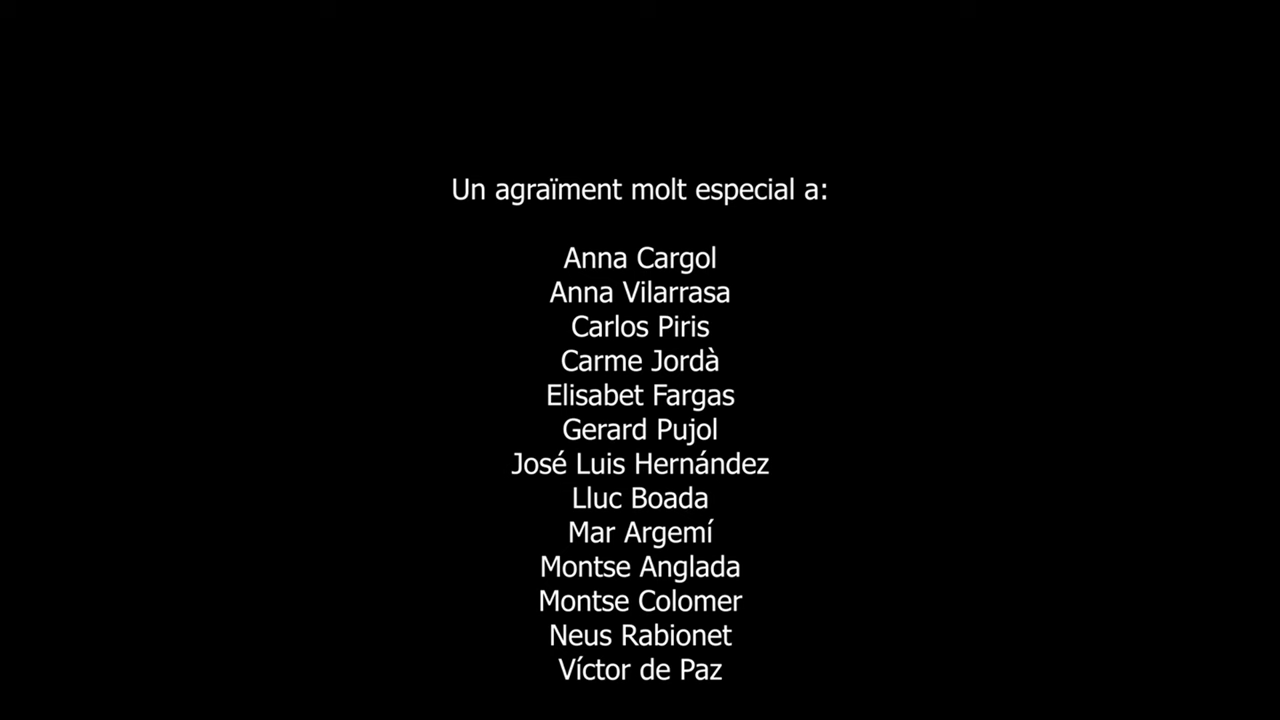 Un agraïment molt especial a:
Anna Cargol
Anna Vilarrasa
Carlos Piris
Carme Jordà
Elisabet Fargas
Gerard Pujol
José Luis Hernández
Lluc Boada
Mar Argemí
Montse Anglada
Montse Colomer
Neus Rabionet
Víctor de Paz